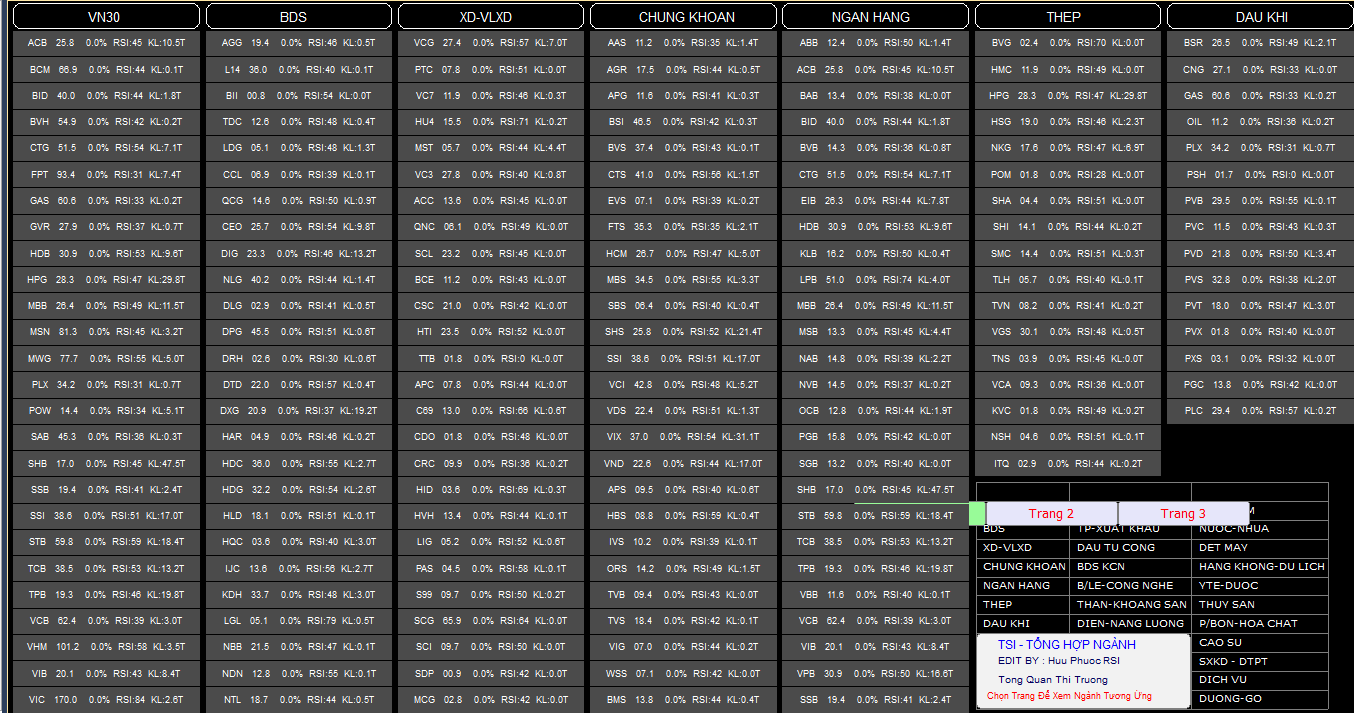 VN30
ACB 25.8 0.0% RSI:45 KL:10.5T
BCM 66.9 0.0% RSI:44 KL:0.1T
BID 40.0 0.0% RSI:44 KL:1.8T
BVH 54.9 0.0% RSI:42 KL:0.2T
CTG 51.5 0.0% RSI:54 KL:7.1T
FPT 93.4 0.0% RSI:31 KL:7.4T
GAS 60.6 0.0% RSI:33 KL:0.2T
GVR 27.9 0.0% RSI:37 KL:0.7T
HDB 30.9 0.0% RSI:53 KL:9.6T
HPG 28.3 0.0% RSI:47 KL:29.8T
MBB 26.4 0.0% RSI:49 KL:11.5T
MSN 81.3 0.0% RSI:45 KL:3.2T
MWG 77.7 0.0% RSI:55 KL:5.0T
PLX 34.2 0.0% RSI:31 KL:0.7T
POW 14.4 0.0% RSI:34 KL:5.1T
SAB 45.3 0.0% RSI:36 KL:0.3T
SHB 17.0 0.0% RSI:45 KL:47.5T
SSB 19.4 0.0% RSI:41 KL:2.4T
SSI 38.6 0.0% RSI:51 KL:17.0T
STB 59.8 0.0% RSI:59 KL:18.4T
TCB 38.5 0.0% RSI:53 KL:13.2T
TPB 19.3 0.0% RSI:46 KL:19.8T
VCB 62.4 0.0% RSI:39 KL:3.0T
VHM 101.2 0.0% RSI:58 KL:3.5T
VIB 20.1 0.0% RSI:43 KL:8.4T
VIC 170.0 0.0% RSI:84 KL:2.6T
BDS
AGG 19.4 0.0% RSI:46 KL:0.5T
L14 36.0 0.0% RSI:40 KL:0.1T
BII 00.8 0.0% RSI:54 KL:0.0T
TDC 12.6 0.0% RSI:48 KL:0.4T
LDG 05.1 0.0% RSI:48 KL:1.3T
CCL 06.9 0.0% RSI:39 KL:0.1T
QCG 14.6 0.0% RSI:50 KL:0.9T
CEO 25.7 0.0% RSI:54 KL:9.8T
DIG 23.3 0.0% RSI:46 KL:13.2T
NLG 40.2 0.0% RSI:44 KL:1.4T
DLG 02.9 0.0% RSI:41 KL:0.5T
DPG 45.5 0.0% RSI:51 KL:0.6T
DRH 02.6 0.0% RSI:30 KL:0.6T
DTD 22.0 0.0% RSI:57 KL:0.4T
DXG 20.9 0.0% RSI:37 KL:19.2T
HAR 04.9 0.0% RSI:46 KL:0.2T
HDC 36.0 0.0% RSI:55 KL:2.7T
HDG 32.2 0.0% RSI:54 KL:2.6T
HLD 18.1 0.0% RSI:51 KL:0.1T
HQC 03.6 0.0% RSI:40 KL:3.0T
IJC 13.6 0.0% RSI:56 KL:2.7T
KDH 33.7 0.0% RSI:48 KL:3.0T
LGL 05.1 0.0% RSI:79 KL:0.5T
NBB 21.5 0.0% RSI:47 KL:0.1T
NDN 12.8 0.0% RSI:55 KL:0.1T
NTL 18.7 0.0% RSI:44 KL:0.5T
XD-VLXD
VCG 27.4 0.0% RSI:57 KL:7.0T
PTC 07.8 0.0% RSI:51 KL:0.0T
VC7 11.9 0.0% RSI:46 KL:0.3T
HU4 15.5 0.0% RSI:71 KL:0.2T
MST 05.7 0.0% RSI:44 KL:4.4T
VC3 27.8 0.0% RSI:40 KL:0.8T
ACC 13.6 0.0% RSI:45 KL:0.0T
QNC 06.1 0.0% RSI:49 KL:0.0T
SCL 23.2 0.0% RSI:45 KL:0.0T
BCE 11.2 0.0% RSI:43 KL:0.0T
CSC 21.0 0.0% RSI:42 KL:0.0T
HTI 23.5 0.0% RSI:52 KL:0.0T
TTB 01.8 0.0% RSI:0 KL:0.0T
APC 07.8 0.0% RSI:44 KL:0.0T
C69 13.0 0.0% RSI:66 KL:0.6T
CDO 01.8 0.0% RSI:48 KL:0.0T
CRC 09.9 0.0% RSI:36 KL:0.2T
HID 03.6 0.0% RSI:69 KL:0.3T
HVH 13.4 0.0% RSI:44 KL:0.1T
LIG 05.2 0.0% RSI:52 KL:0.6T
PAS 04.5 0.0% RSI:58 KL:0.1T
S99 09.7 0.0% RSI:50 KL:0.2T
SCG 65.9 0.0% RSI:64 KL:0.0T
SCI 09.7 0.0% RSI:50 KL:0.0T
SDP 00.9 0.0% RSI:42 KL:0.0T
MCG 02.8 0.0% RSI:42 KL:0.0T
CHUNG KHOAN
AAS 11.2 0.0% RSI:35 KL:1.4T
AGR 17.5 0.0% RSI:44 KL:0.5T
APG 11.6 0.0% RSI:41 KL:0.3T
BSI 46.5 0.0% RSI:42 KL:0.3T
BVS 37.4 0.0% RSI:43 KL:0.1T
CTS 41.0 0.0% RSI:56 KL:1.5T
EVS 07.1 0.0% RSI:39 KL:0.2T
FTS 35.3 0.0% RSI:35 KL:2.1T
HCM 26.7 0.0% RSI:47 KL:5.0T
MBS 34.5 0.0% RSI:55 KL:3.3T
SBS 06.4 0.0% RSI:40 KL:0.4T
SHS 25.8 0.0% RSI:52 KL:21.4T
SSI 38.6 0.0% RSI:51 KL:17.0T
VCI 42.8 0.0% RSI:48 KL:5.2T
VDS 22.4 0.0% RSI:51 KL:1.3T
VIX 37.0 0.0% RSI:54 KL:31.1T
VND 22.6 0.0% RSI:44 KL:17.0T
APS 09.5 0.0% RSI:40 KL:0.6T
HBS 08.8 0.0% RSI:59 KL:0.4T
IVS 10.2 0.0% RSI:39 KL:0.1T
ORS 14.2 0.0% RSI:49 KL:1.5T
TVB 09.4 0.0% RSI:43 KL:0.0T
TVS 18.4 0.0% RSI:42 KL:0.1T
VIG 07.0 0.0% RSI:44 KL:0.2T
WSS 07.1 0.0% RSI:42 KL:0.0T
BMS 13.8 0.0% RSI:44 KL:0.4T
NGAN HANG
ABB 12.4 0.0% RSI:50 KL:1.4T
ACB 25.8 0.0% RSI:45 KL:10.5T
BAB 13.4 0.0% RSI:38 KL:0.0T
BID 40.0 0.0% RSI:44 KL:1.8T
BVB 14.3 0.0% RSI:36 KL:0.8T
CTG 51.5 0.0% RSI:54 KL:7.1T
EIB 26.3 0.0% RSI:44 KL:7.8T
HDB 30.9 0.0% RSI:53 KL:9.6T
KLB 16.2 0.0% RSI:50 KL:0.4T
LPB 51.0 0.0% RSI:74 KL:4.0T
MBB 26.4 0.0% RSI:49 KL:11.5T
MSB 13.3 0.0% RSI:45 KL:4.4T
NAB 14.8 0.0% RSI:39 KL:2.2T
NVB 14.5 0.0% RSI:37 KL:0.2T
OCB 12.8 0.0% RSI:44 KL:1.9T
PGB 15.8 0.0% RSI:42 KL:0.0T
SGB 13.2 0.0% RSI:40 KL:0.0T
SHB 17.0 0.0% RSI:45 KL:47.5T
STB 59.8 0.0% RSI:59 KL:18.4T
TCB 38.5 0.0% RSI:53 KL:13.2T
TPB 19.3 0.0% RSI:46 KL:19.8T
VBB 11.6 0.0% RSI:40 KL:0.1T
VCB 62.4 0.0% RSI:39 KL:3.0T
VIB 20.1 0.0% RSI:43 KL:8.4T
VPB 30.9 0.0% RSI:50 KL:16.6T
SSB 19.4 0.0% RSI:41 KL:2.4T
THEP
BVG 02.4 0.0% RSI:70 KL:0.0T
HMC 11.9 0.0% RSI:49 KL:0.0T
HPG 28.3 0.0% RSI:47 KL:29.8T
HSG 19.0 0.0% RSI:46 KL:2.3T
NKG 17.6 0.0% RSI:47 KL:6.9T
POM 01.8 0.0% RSI:28 KL:0.0T
SHA 04.4 0.0% RSI:51 KL:0.0T
SHI 14.1 0.0% RSI:44 KL:0.2T
SMC 14.4 0.0% RSI:51 KL:0.3T
TLH 05.7 0.0% RSI:40 KL:0.1T
TVN 08.2 0.0% RSI:41 KL:0.2T
VGS 30.1 0.0% RSI:48 KL:0.5T
TNS 03.9 0.0% RSI:45 KL:0.0T
VCA 09.3 0.0% RSI:36 KL:0.0T
KVC 01.8 0.0% RSI:49 KL:0.2T
NSH 04.6 0.0% RSI:51 KL:0.1T
ITQ 02.9 0.0% RSI:44 KL:0.2T
DAU KHI
BSR 26.5 0.0% RSI:49 KL:2.1T
CNG 27.1 0.0% RSI:33 KL:0.0T
GAS 60.6 0.0% RSI:33 KL:0.2T
OIL 11.2 0.0% RSI:36 KL:0.2T
PLX 34.2 0.0% RSI:31 KL:0.7T
PSH 01.7 0.0% RSI:0 KL:0.0T
PVB 29.5 0.0% RSI:55 KL:0.1T
PVC 11.5 0.0% RSI:43 KL:0.3T
PVD 21.8 0.0% RSI:50 KL:3.4T
PVS 32.8 0.0% RSI:38 KL:2.0T
PVT 18.0 0.0% RSI:47 KL:3.0T
PVX 01.8 0.0% RSI:40 KL:0.0T
PXS 03.1 0.0% RSI:32 KL:0.0T
PGC 13.8 0.0% RSI:42 KL:0.0T
PLC 29.4 0.0% RSI:57 KL:0.2T
Trang 2 Trang 3
BDS TP-XUAT KHAU NUOC-NHUA
XD-VLXD DAU TU CONG DET MAY
CHUNG KHOAN BDS KCN HANG KHONG-DU LICH
NGAN HANG B/LE-CONG NGHE YTE-DUOC
THEP THAN-KHOANG SAN THUY SAN
DAU KHI DIEN-NANG LUONG P/BON-HOA CHAT
CAO SU
SXKD - DTPT
DICH VU
DUONG-GO
TSI - TỔNG HỢP NGÀNH
EDIT BY : Huu Phuoc RSI
Tong Quan Thi Truong
Chọn Trang Để Xem Ngành Tương Ứng